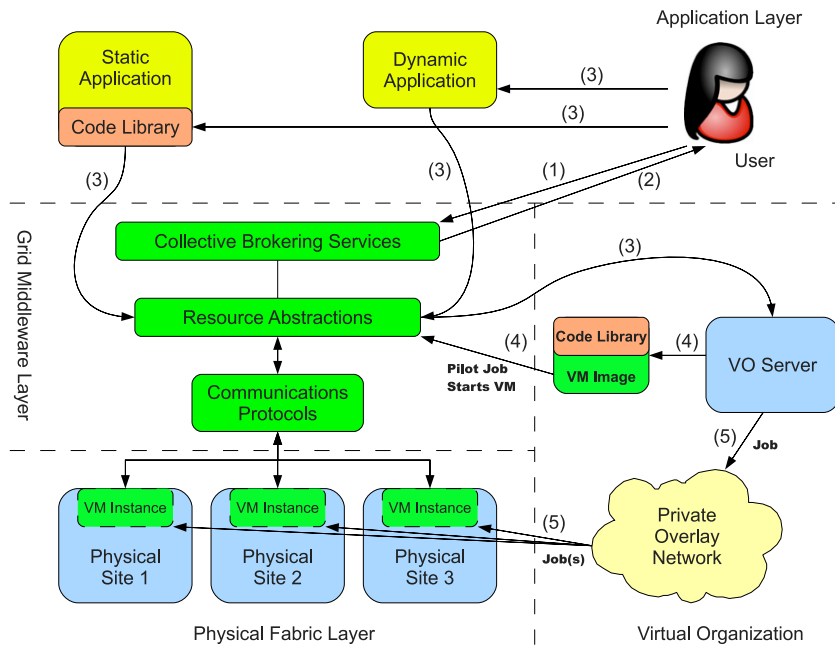 Application Layer
Static
Application
Code Library
Dynamic
Application
(3)
(3)
User
(3)
(3)
(1)
(2)
Grid Middleware Layer
Collective Brokering Services
Resource Abstractions
Communications
Protocols
(3)
(4)
Pilot Job
Starts VM
Code Library
VM Image
(4)
VO Server
(5)
Job
VM Instance
Physical
Site 1
VM Instance
Physical
Site 2
VM Instance
Physical
Site 3
(5)
Job(s)
Private
Overlay
Network
Physical Fabric Layer
Virtual Organization